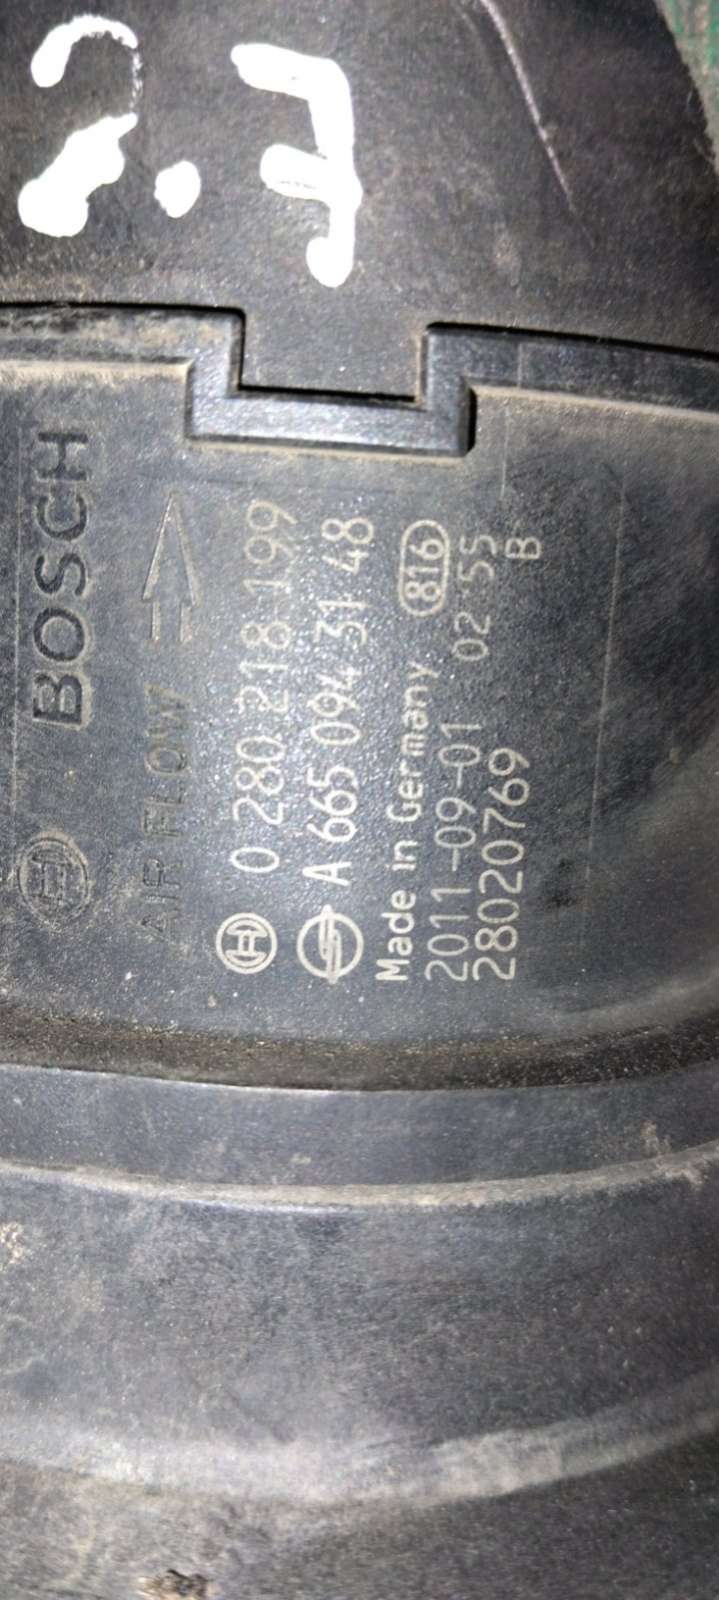 2.7
BOSCH
AIR FLOW
0 280 218 199
A 665 094 31 48
Made in Germany 816
2011-09-01 02 55
28020769 B